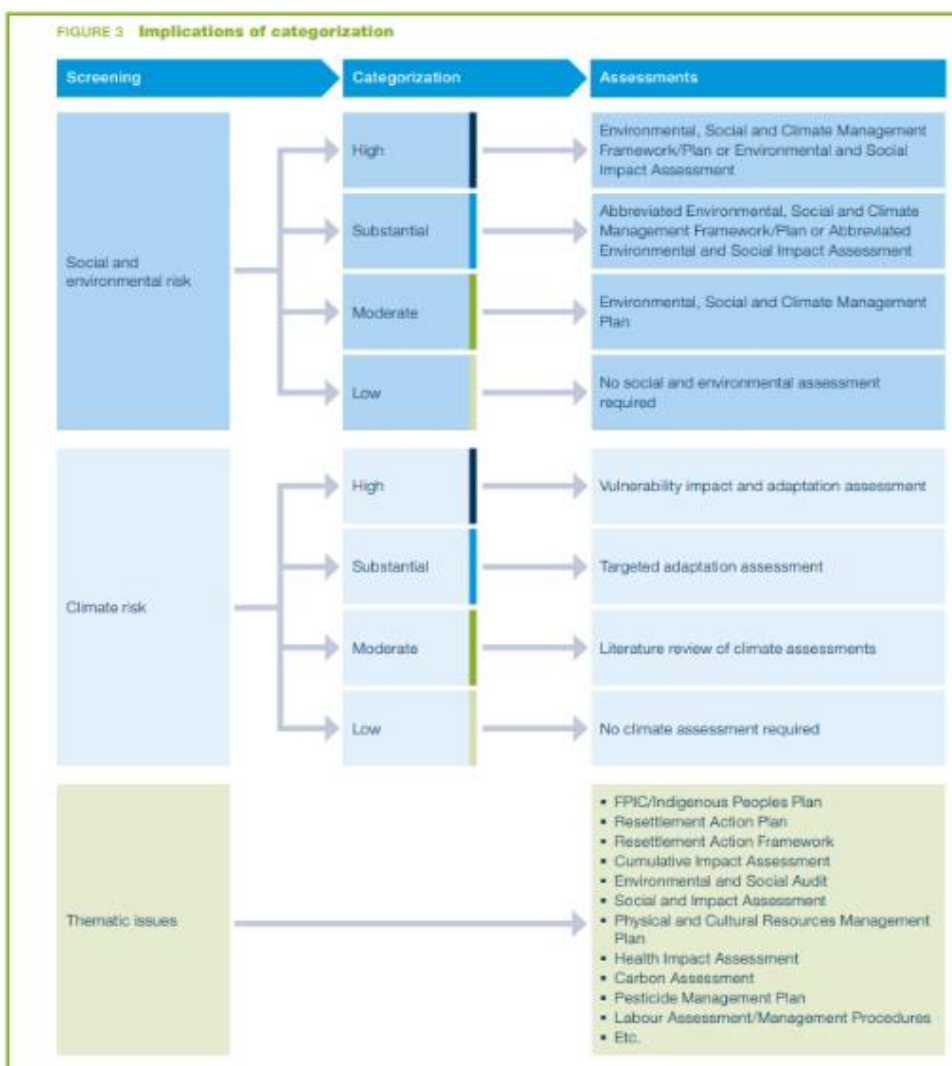 FIGURE 3 Implications of categorization
Screening
Categorization
Assessments
Social and
environmental risk
High
Environmental, Social and Climate Management
Framework/Plan or Environmental and Social
Impact Assessment
Substantial
Abbreviated Environmental, Social and Climate
Management Framework/Plan or Abbreviated
Environmental and Social Impact Assessment
Moderate
Environmental, Social and Climate Management
Plan
Low
No social and environmental assessment
required
Climate risk
High
Vulnerability impact and adaptation assessment
Substantial
Targeted adaptation assessment
Moderate
Literature review of climate assessments
Low
No climate assessment required
Thematic issues
▪ FPIC/Indigenous Peoples Plan
▪ Resettlement Action Plan
▪ Resettlement Action Framework
▪ Cumulative Impact Assessment
▪ Environmental and Social Audit
▪ Social and Impact Assessment
▪ Physical and Cultural Resources Management
Plan
▪ Health Impact Assessment
▪ Carbon Assessment
▪ Pesticide Management Plan
▪ Labour Assessment/Management Procedures
▪ Etc.